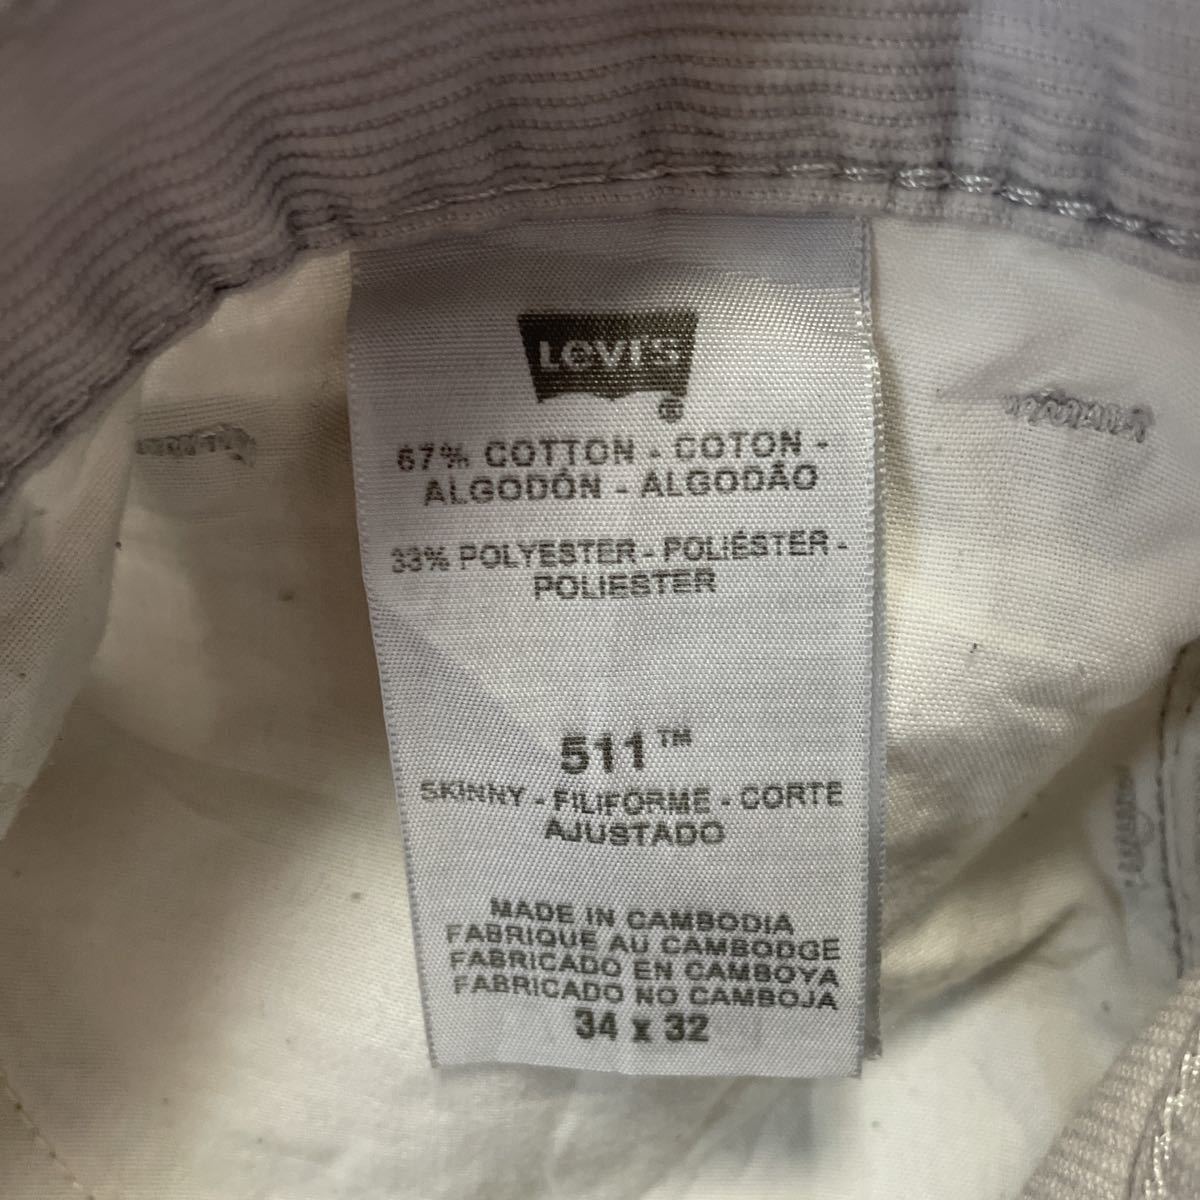 LEVI'S
®
67% COTTON - COTON -
ALGODÓN - ALGODÃO
33% POLYESTER - POLIÉSTER -
POLIESTER
511™
SKINNY - FILIFORME - CORTE
AJUSTADO
MADE IN CAMBODIA
FABRIQUE AU CAMBODGE
FABRICADO EN CAMBOYA
FABRICADO NO CAMBOJA
34 x 32